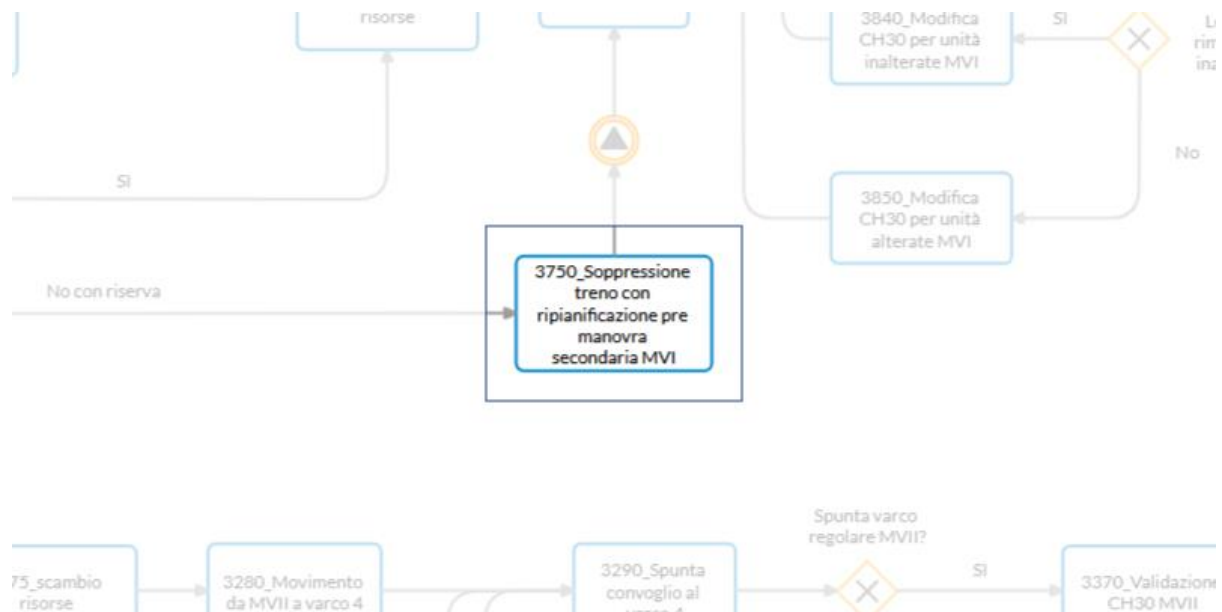 risorse
3840_Modifica
CH30 per unità
inalterate MVI
SI
No
SI
3850_Modifica
CH30 per unità
alterate MVI
No con riserva
3750_Soppressione
treno con
ripianificazione pre
manovra
secondaria MVI
Spunta varco
regolare MVII?
75_scambio
risorse
3280_Movimento
da MVII a varco 4
3290_Spunta
convoglio al
varco 4
SI
3370_Validazione
CH30 MVII